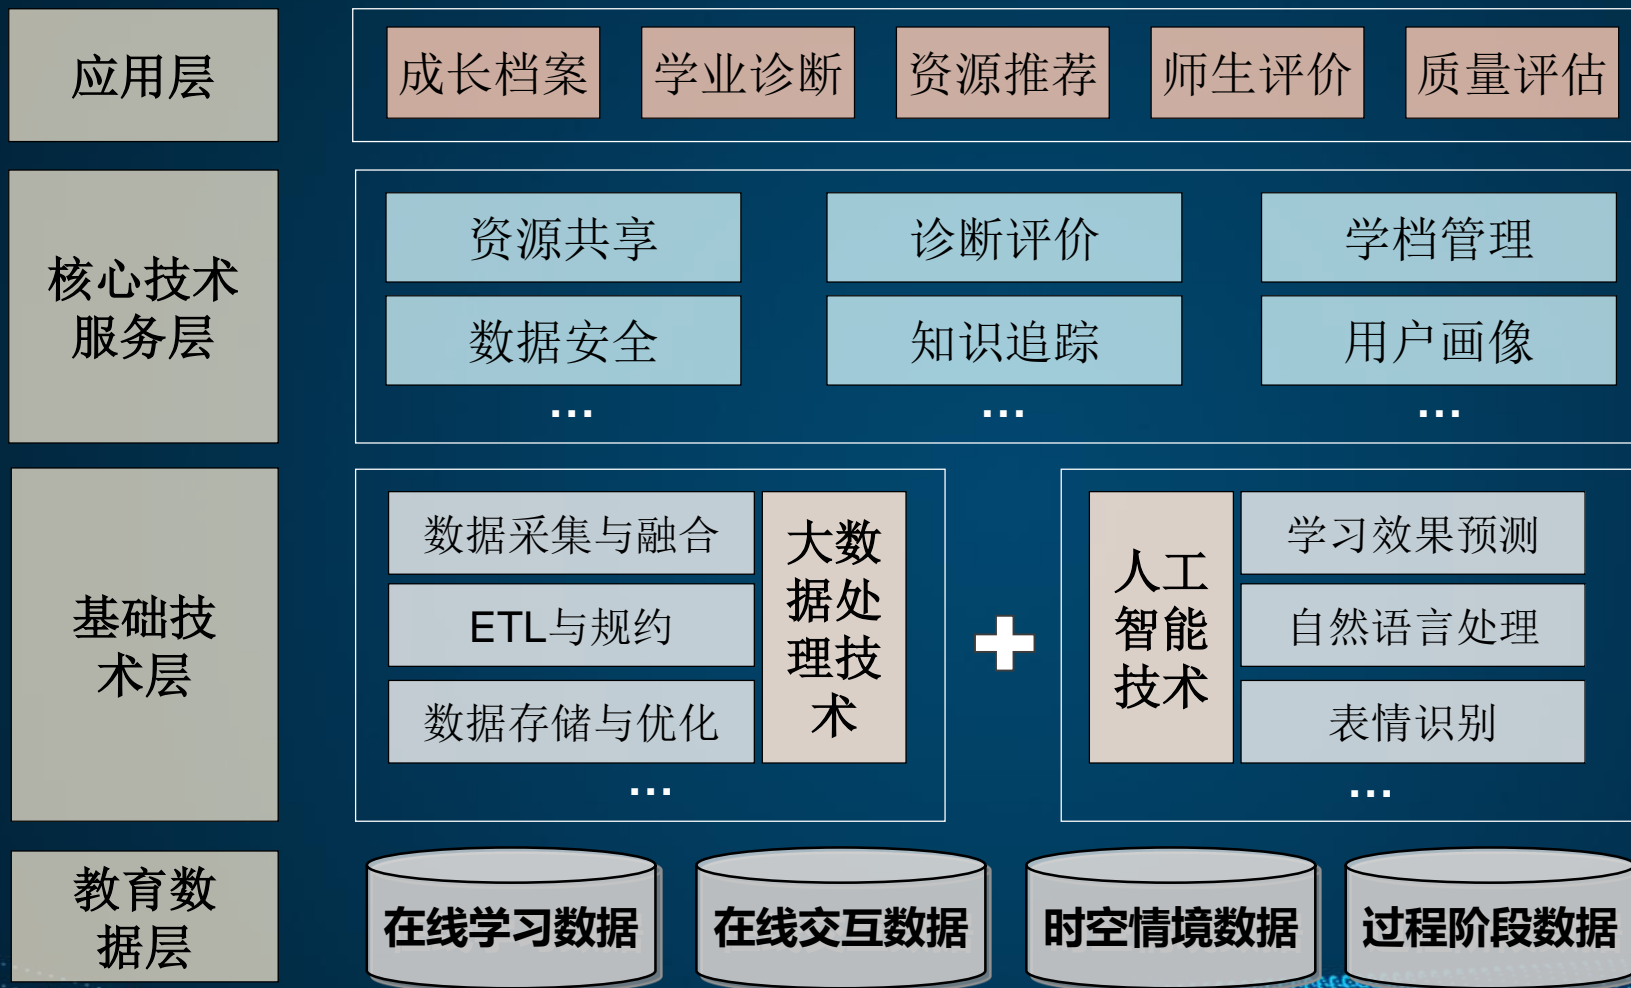 应用层
成长档案
学业诊断
资源推荐
师生评价
质量评估
核心技术
服务层
资源共享
诊断评价
学档管理
数据安全
知识追踪
用户画像
...
...
...
基础技
术层
数据采集与融合
ETL与规约
数据存储与优化
...
大数
据处
理技
术
人工
智能
技术
学习效果预测
自然语言处理
表情识别
...
教育数
据层
在线学习数据
在线交互数据
时空情境数据
过程阶段数据